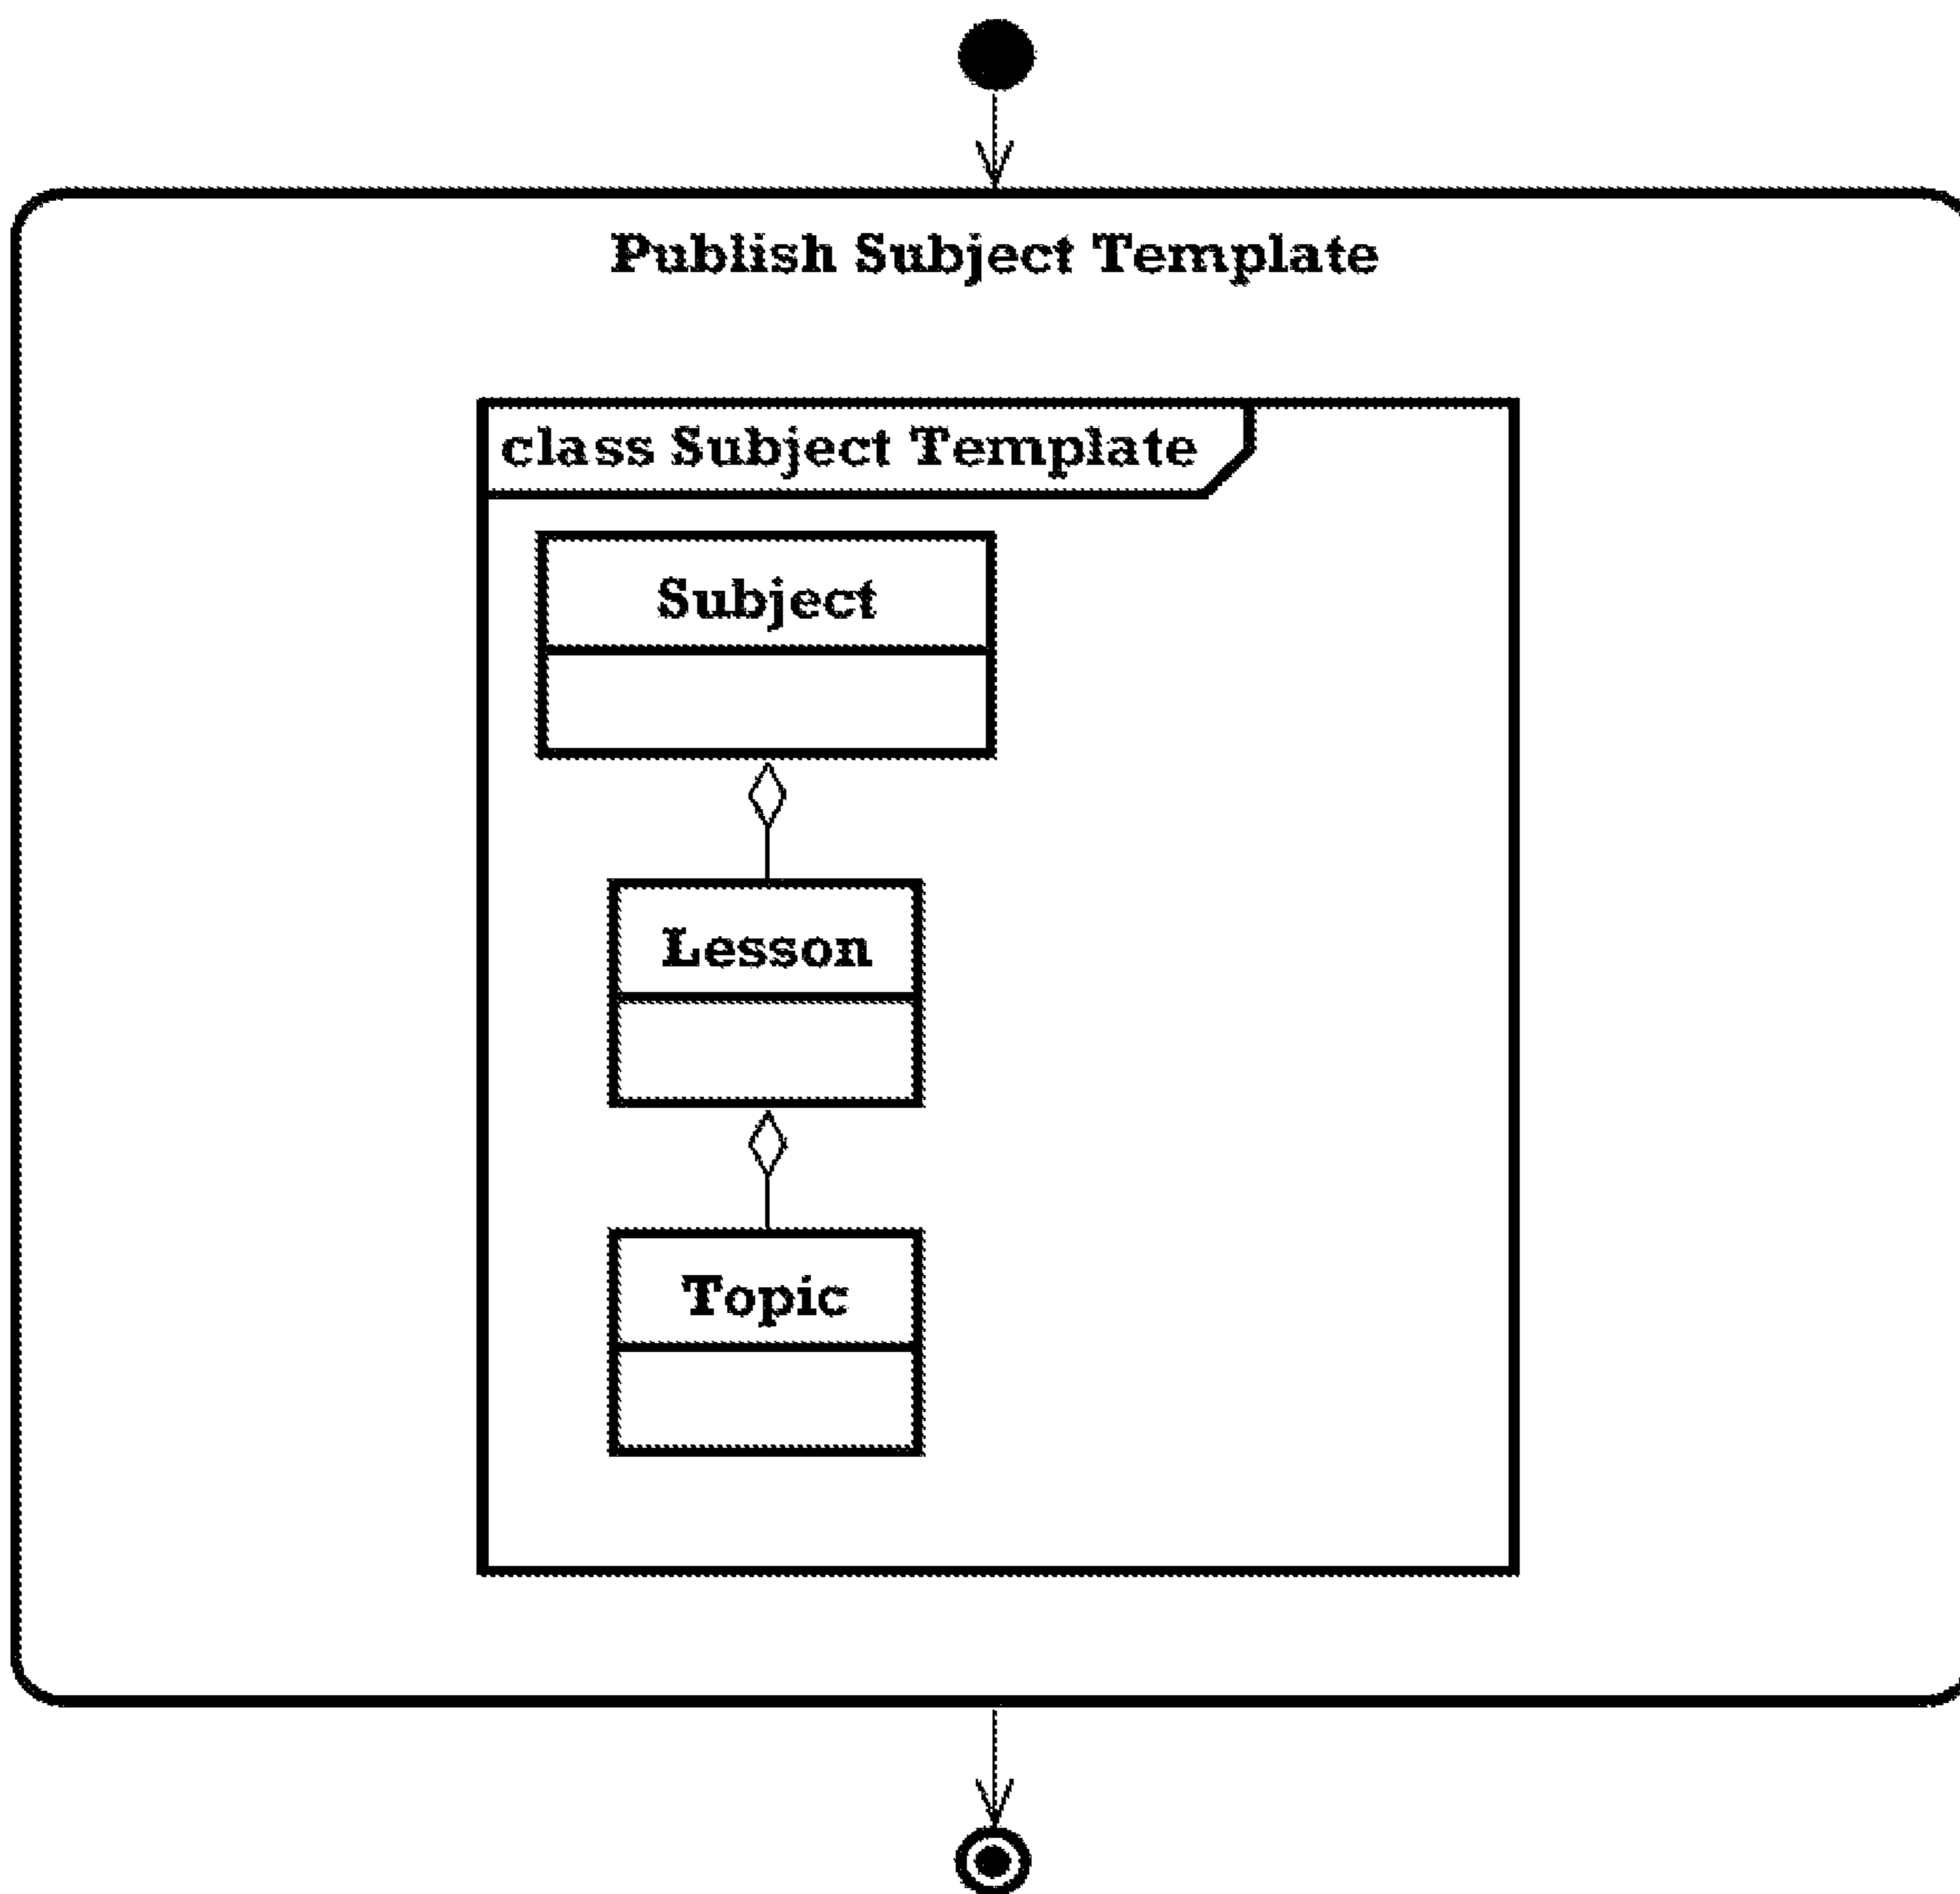 Publish Subject Template
class Subject Template
Subject
Lesson
Topic